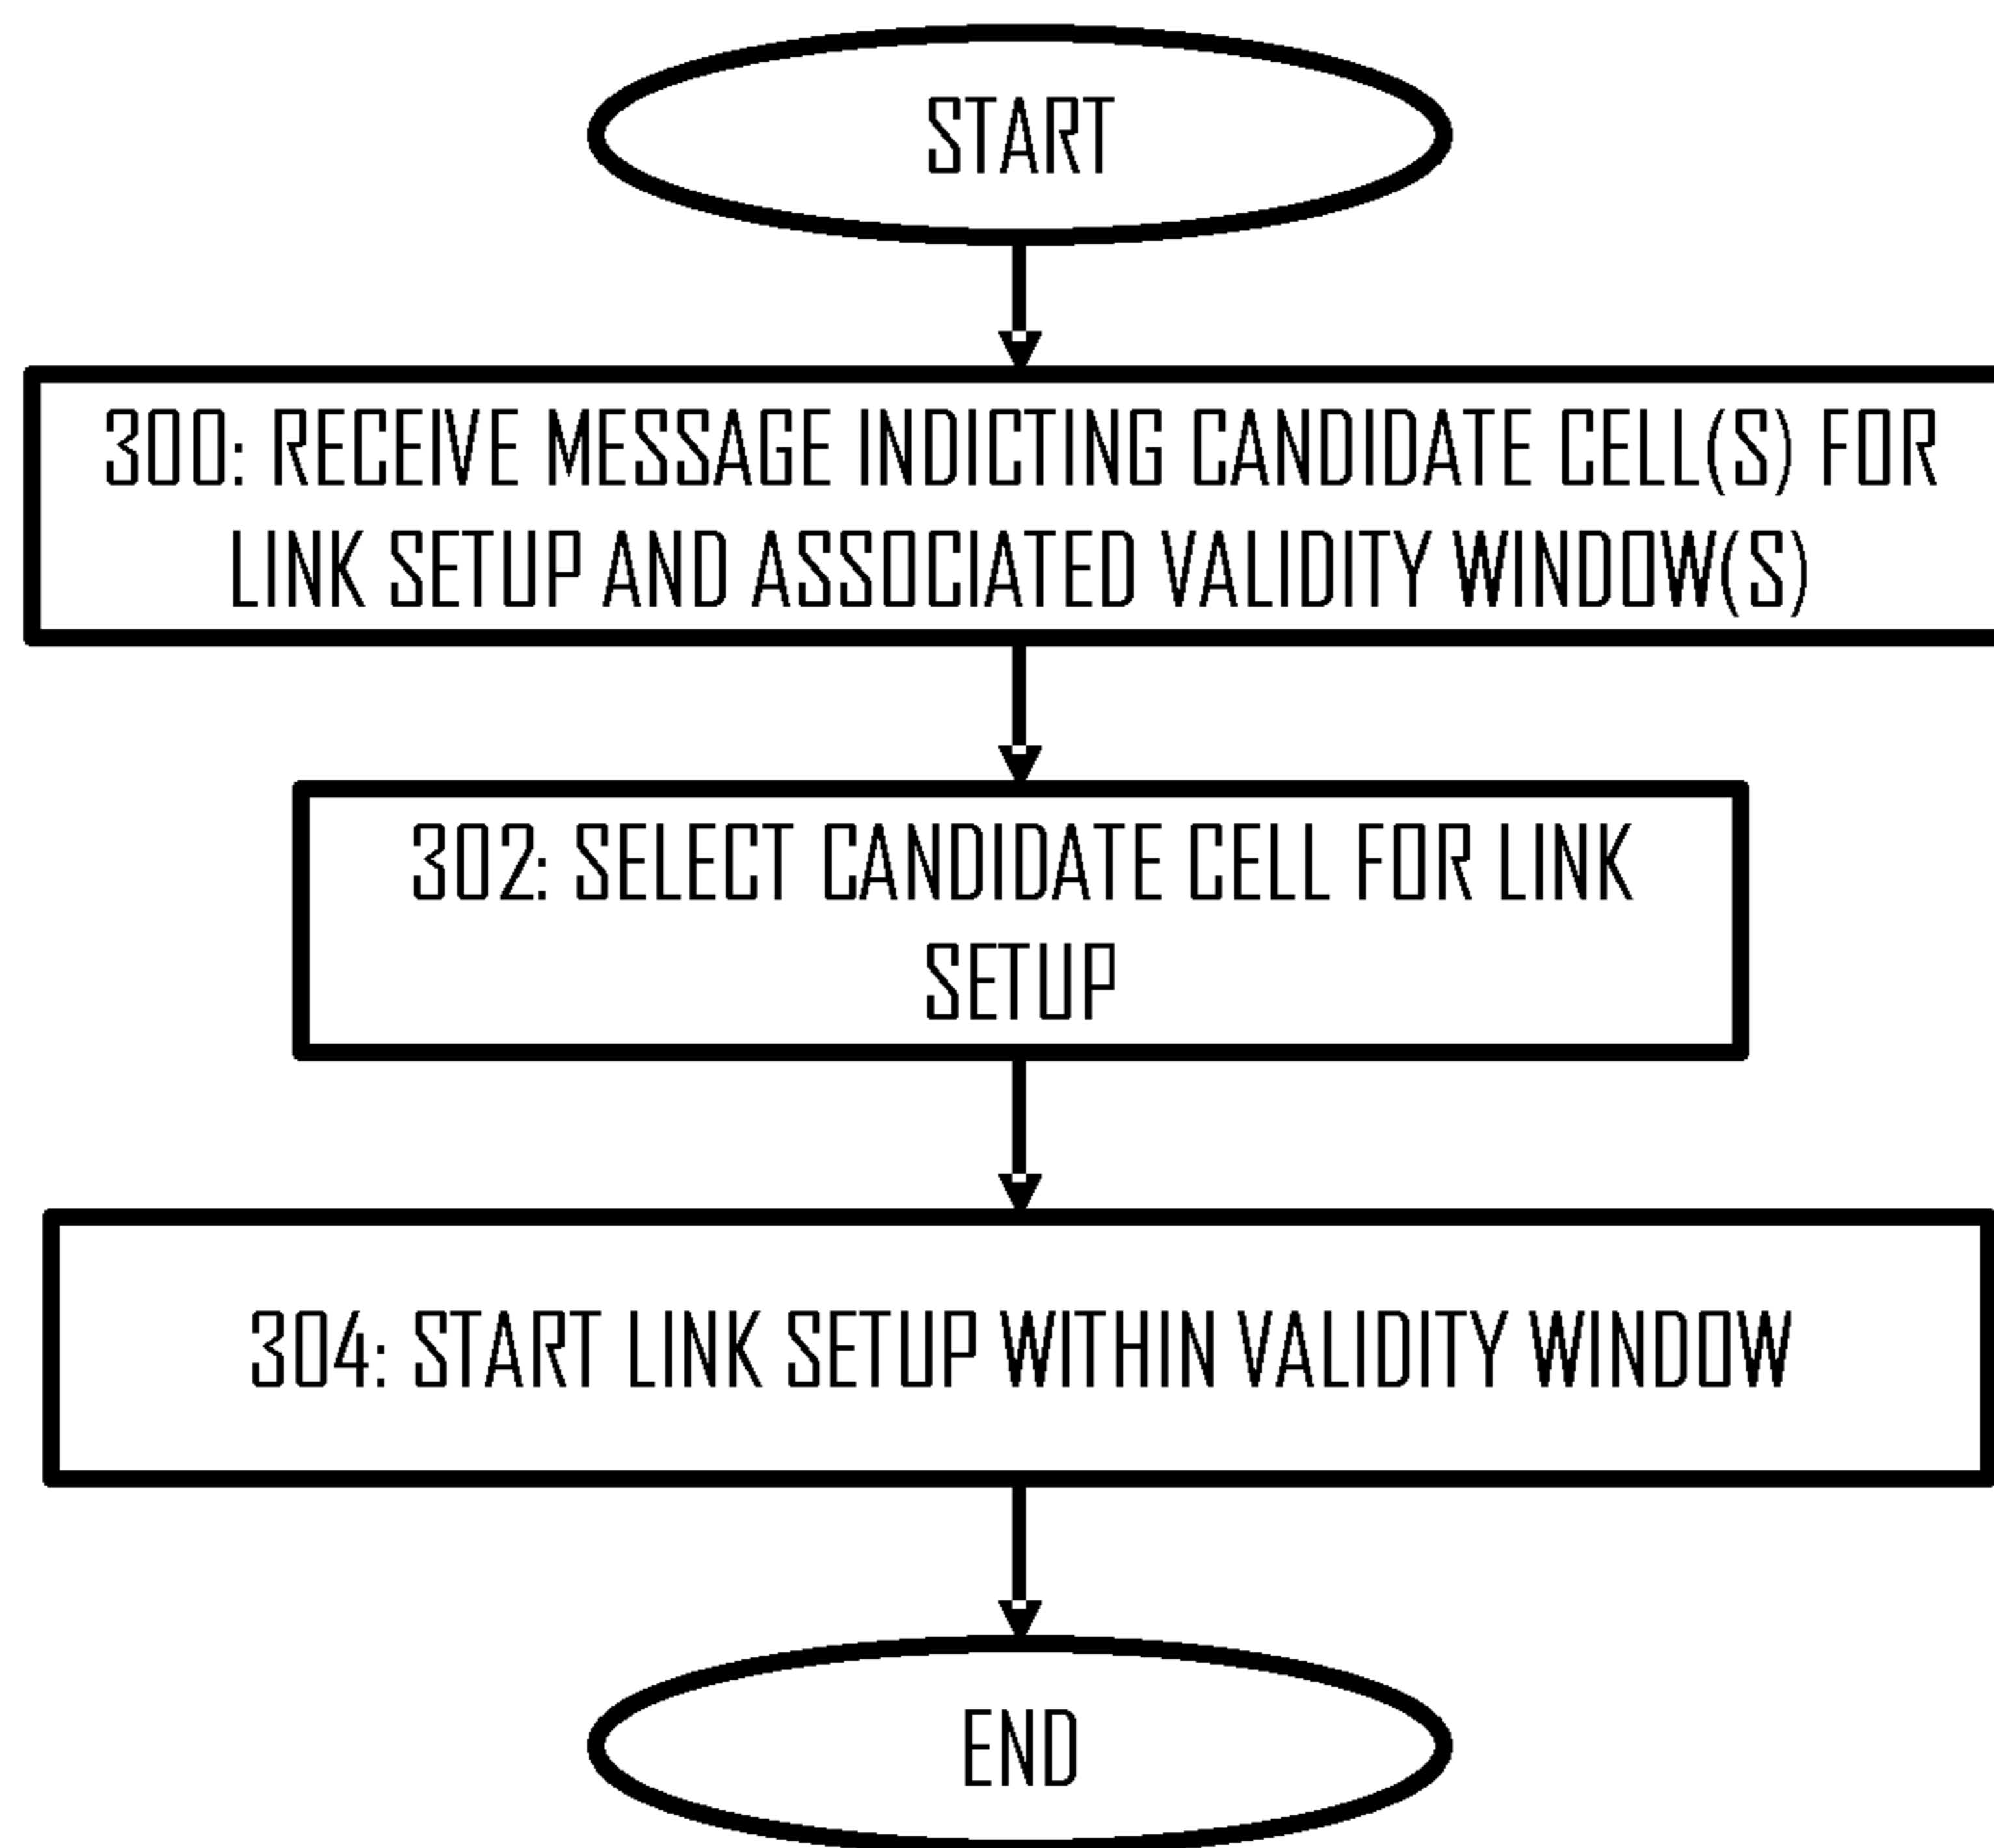 START
300: RECEIVE MESSAGE INDICTING CANDIDATE CELL(S) FOR
LINK SETUP AND ASSOCIATED VALIDITY WINDOW(S)
302: SELECT CANDIDATE CELL FOR LINK
SETUP
304: START LINK SETUP WITHIN VALIDITY WINDOW
END